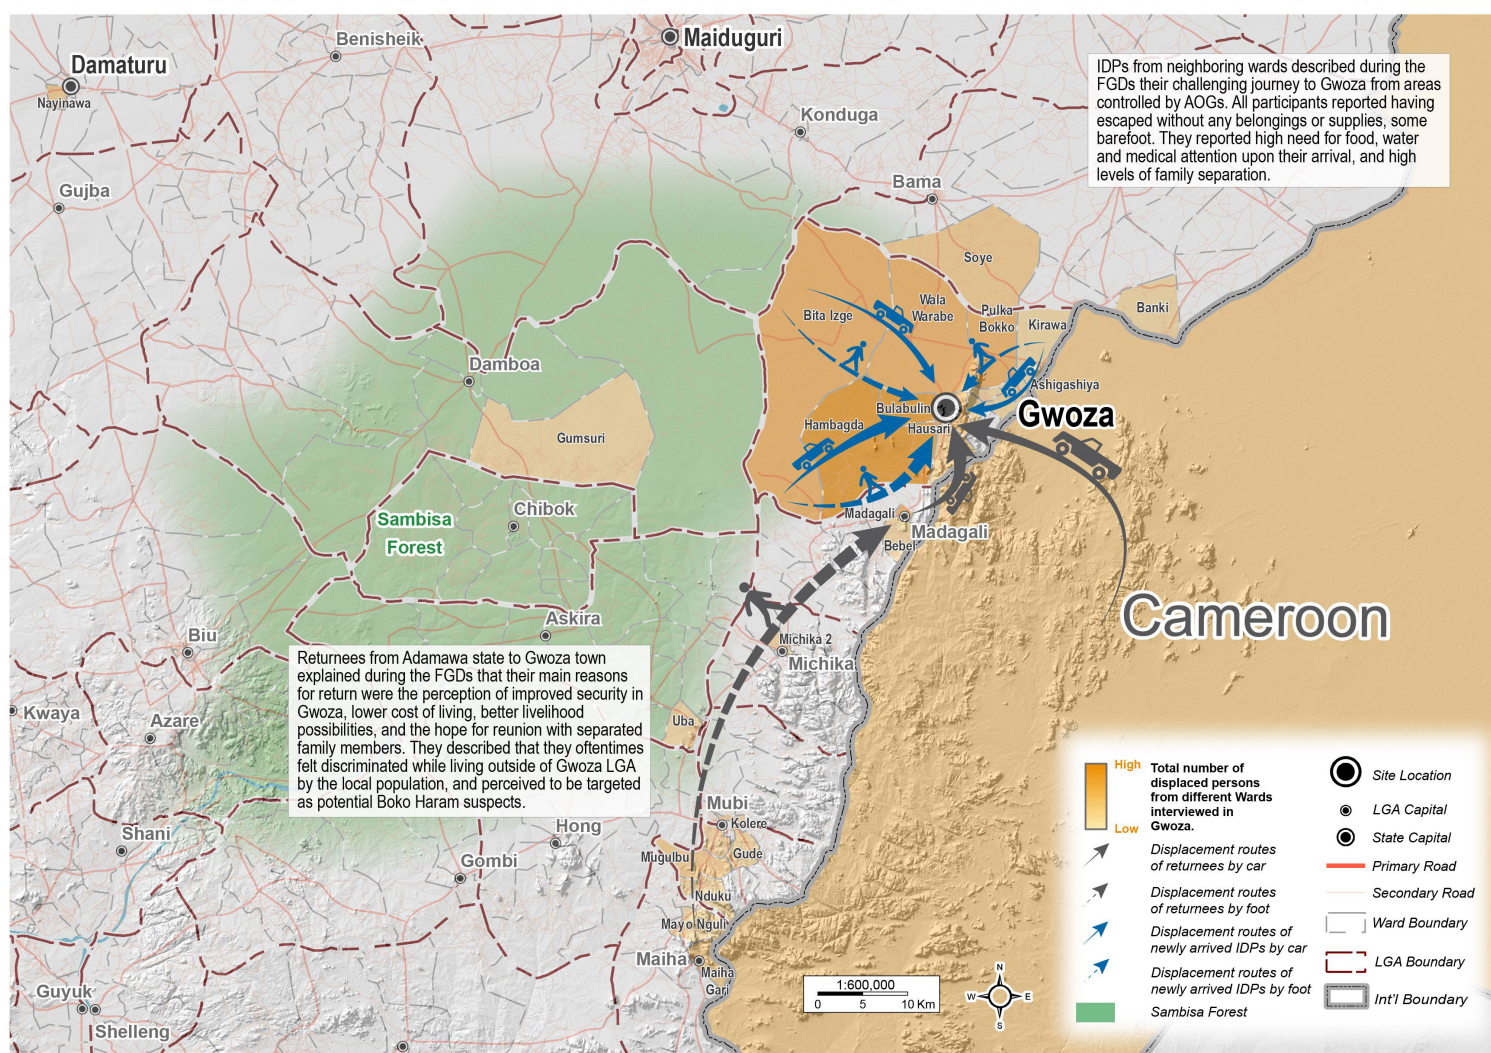 Benisheik
Maiduguri
Damaturu
Nayinawa
Konduga
IDPs from neighboring wards described during the
FGDs their challenging journey to Gwoza from areas
controlled by AOGs. All participants reported having
escaped without any belongings or supplies, some
barefoot. They reported high need for food, water
and medical attention upon their arrival, and high
levels of family separation.
Gujba
Bama
Soye
Bita Izge
Wala
Warabe
Pulka
Bokko
Kirawa
Banki
Damboa
Ashigashiya
Bulabulin
Gwoza
Hambagda
Hausari
Gumsuri
Sambisa
Forest
Chibok
Madagali
Madagali
Bebel
Cameroon
Askira
Biu
Michika 2
Michika
Returnees from Adamawa state to Gwoza town
explained during the FGDs that their main reasons
for return were the perception of improved security in
Gwoza, lower cost of living, better livelihood
possibilities, and the hope for reunion with separated
family members. They described that they oftentimes
felt discriminated while living outside of Gwoza LGA
by the local population, and perceived to be targeted
as potential Boko Haram suspects.
Kwaya
Azare
Uba
Mubi
Kolere
Shani
Hong
Gombi
Mugulbu
Gude
Nduku
Mayo Nguli
Maiha
Maiha
Gari
Guyuk
Shelleng
1:600,000
0 5 10 Km
N
W E
S
High
Low
Total number of
displaced persons
from different Wards
interviewed in
Gwoza.
Displacement routes
of returnees by car
Displacement routes
of returnees by foot
Displacement routes of
newly arrived IDPs by car
Displacement routes of
newly arrived IDPs by foot
Sambisa Forest
Site Location
LGA Capital
State Capital
Primary Road
Secondary Road
Ward Boundary
LGA Boundary
Int'l Boundary